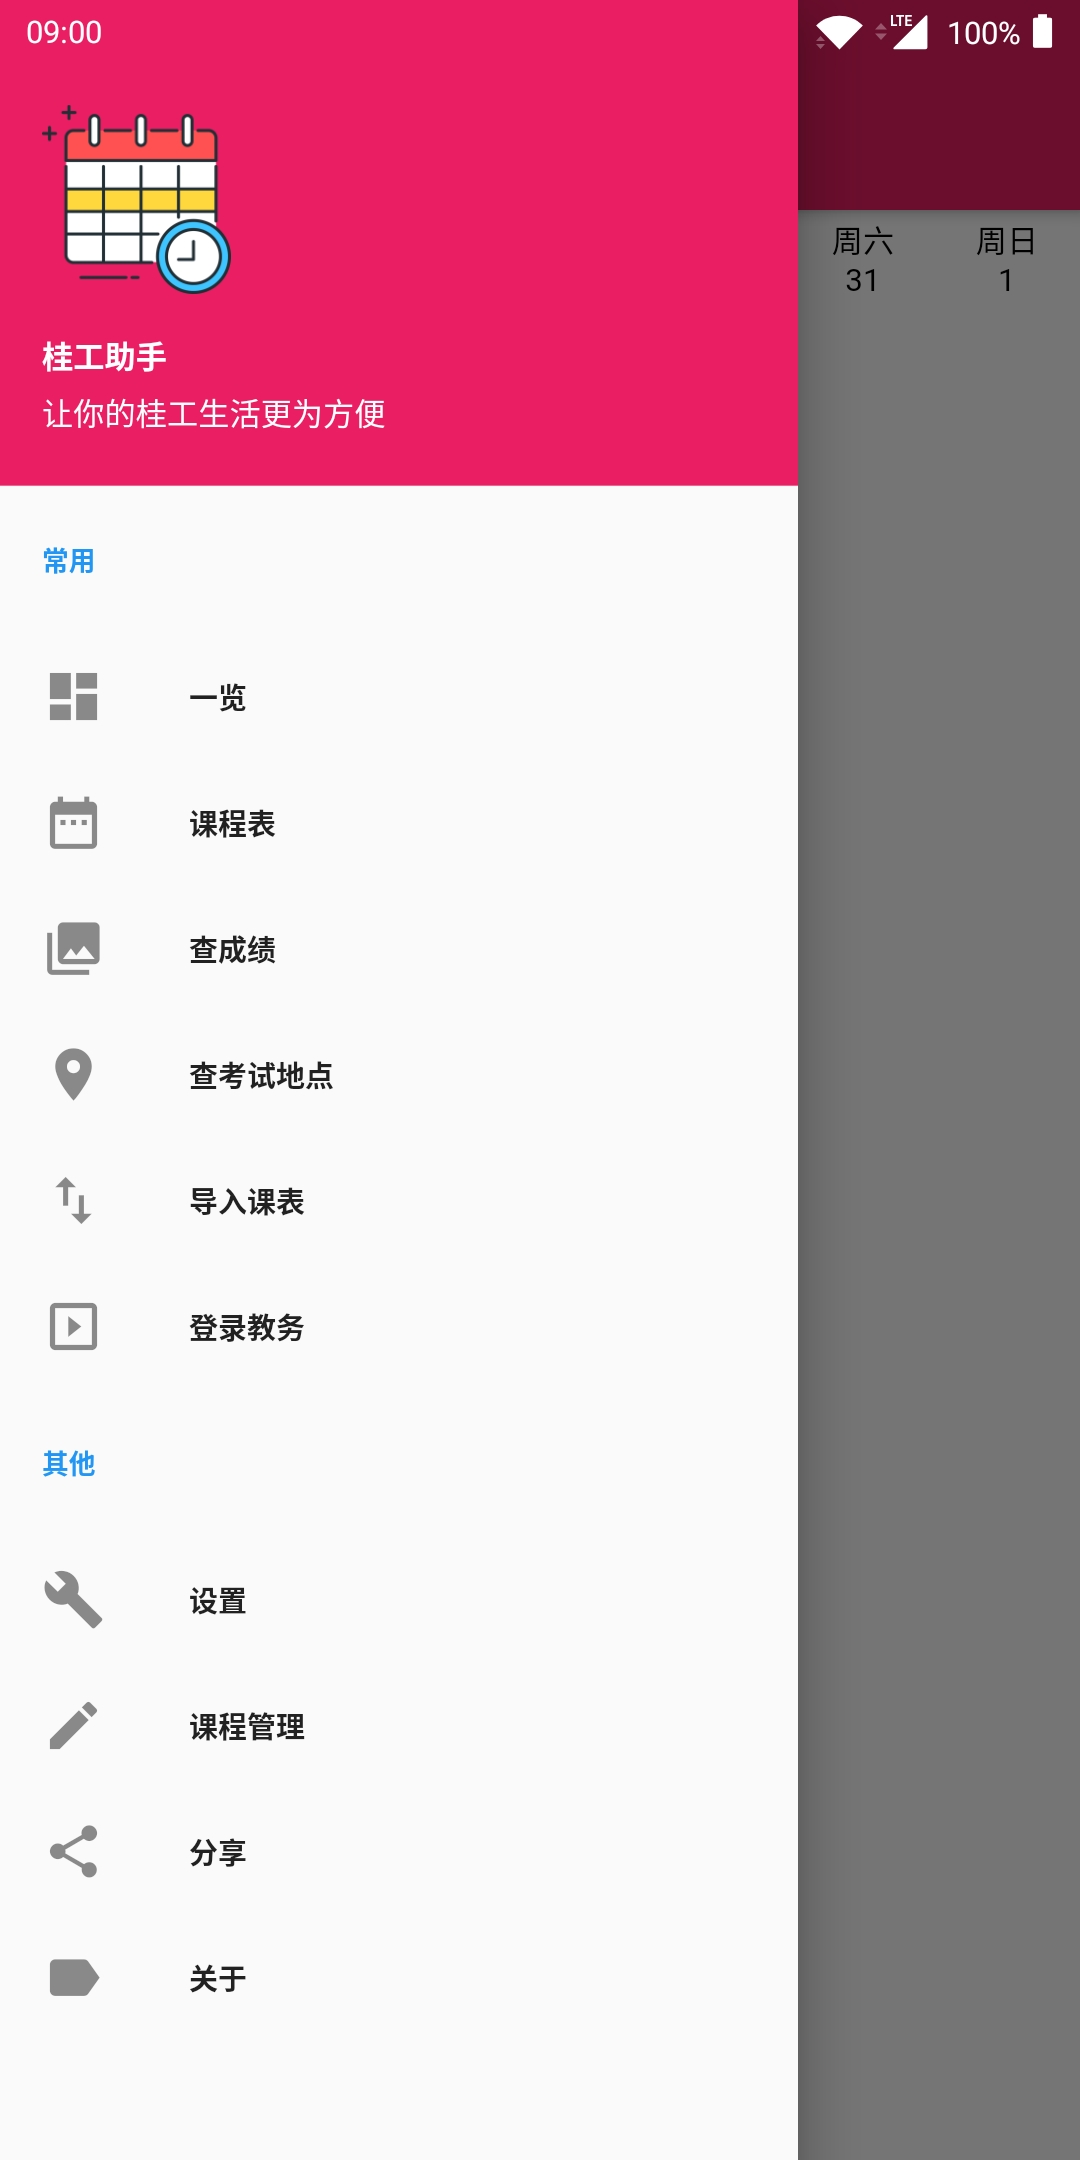 09:00
LTE
100%
周六
31
周日
1
桂工助手
让你的桂工生活更为方便
常用
一览
课程表
查成绩
查考试地点
导入课表
登录教务
其他
设置
课程管理
分享
关于